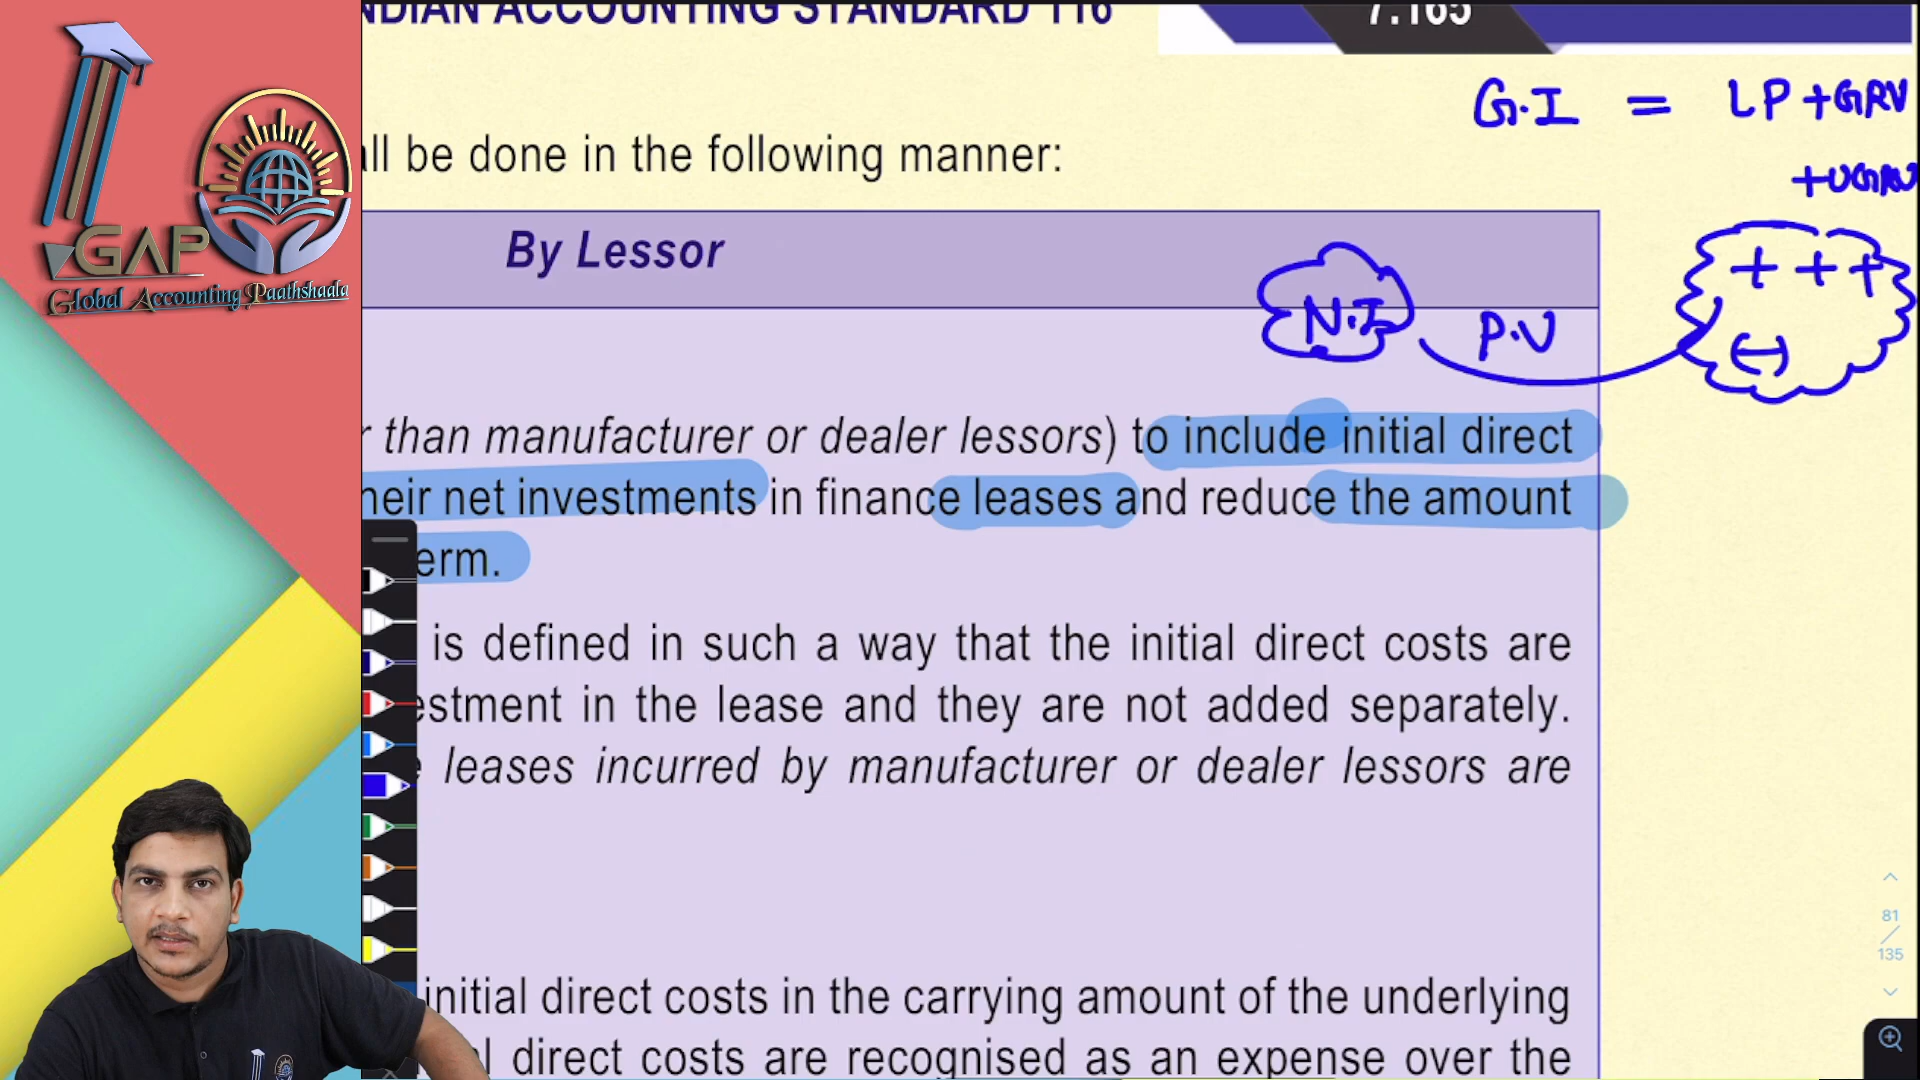 NDIAN ACCOUNTING STANDARD 116
7.165
G.I = LP +GRV
+UGRV
GAP
Global Accounting Paathshaala
all be done in the following manner:
By Lessor
+ + +
(-)
N.I
P.V
r than manufacturer or dealer lessors) to include initial direct
heir net investments in finance leases and reduce the amount
erm.
is defined in such a way that the initial direct costs are
estment in the lease and they are not added separately.
e leases incurred by manufacturer or dealer lessors are
initial direct costs in the carrying amount of the underlying
l direct costs are recognised as an expense over the
81
/
135